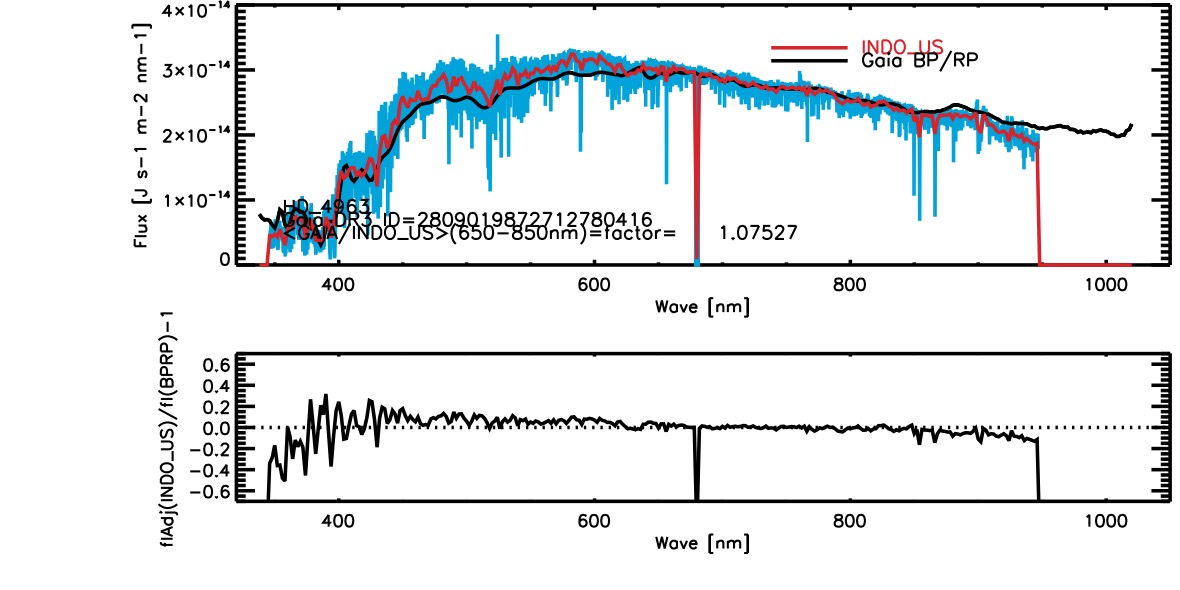 4×10⁻¹⁴
3×10⁻¹⁴
2×10⁻¹⁴
1×10⁻¹⁴
0
Flux [J s−1 m−2 nm−1]
INDO_US
Gaia BP/RP
HD_4963
Gaia DR3 ID=2809019872712780416
<GAIA/INDO_US>(650−850nm)=factor= 1.07527
400 600 800 1000
Wave [nm]
0.6
0.4
0.2
0.0
−0.2
−0.4
−0.6
flAdj(INDO_US)/fl(BPRP)−1
400 600 800 1000
Wave [nm]